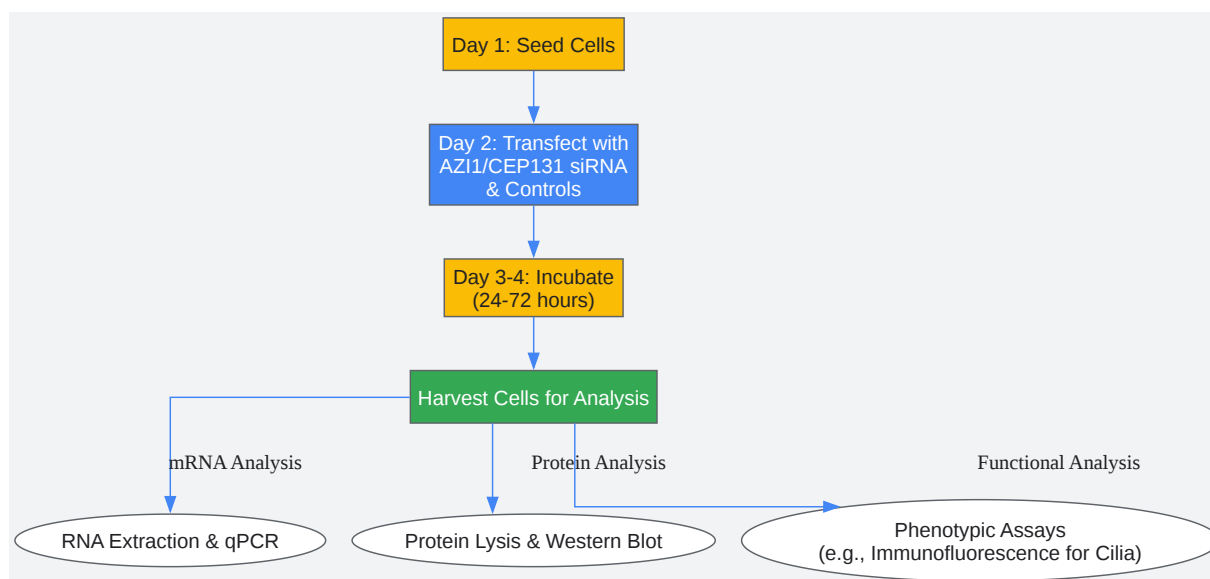 Day 1: Seed Cells
Day 2: Transfect with
AZI1/CEP131 siRNA
& Controls
Day 3-4: Incubate
(24-72 hours)
Harvest Cells for Analysis
mRNA Analysis
Protein Analysis
Functional Analysis
RNA Extraction & qPCR
Protein Lysis & Western Blot
Phenotypic Assays
(e.g., Immunofluorescence for Cilia)